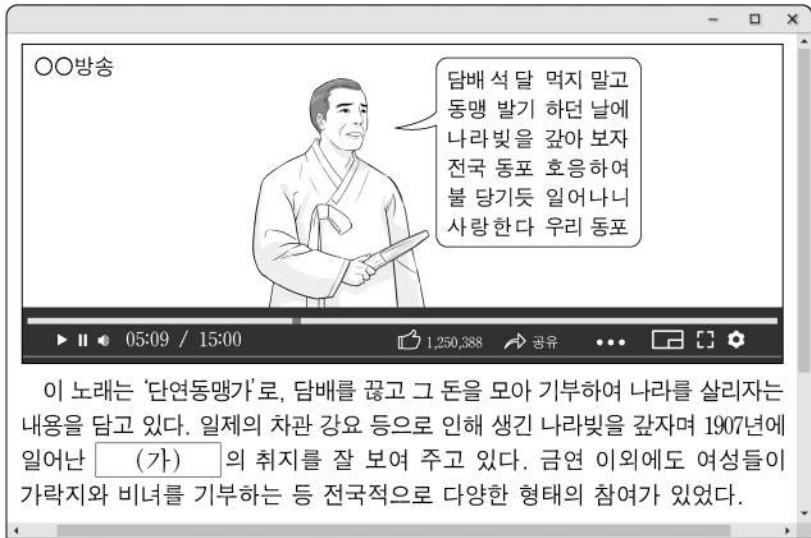 ○○방송
담배 석 달 먹지 말고
동맹 발기 하던 날에
나라빚을 갚아 보자
전국 동포 호응하여
불 당기듯 일어나니
사랑한다 우리 동포
05:09 / 15:00
1,250,388
공유
이 노래는 ‘단연동맹가’로, 담배를 끊고 그 돈을 모아 기부하여 나라를 살리자는
내용을 담고 있다. 일제의 차관 강요 등으로 인해 생긴 나라빚을 갚자며 1907년에
일어난 (가) 의 취지를 잘 보여 주고 있다. 금연 이외에도 여성들이
가락지와 비녀를 기부하는 등 전국적으로 다양한 형태의 참여가 있었다.